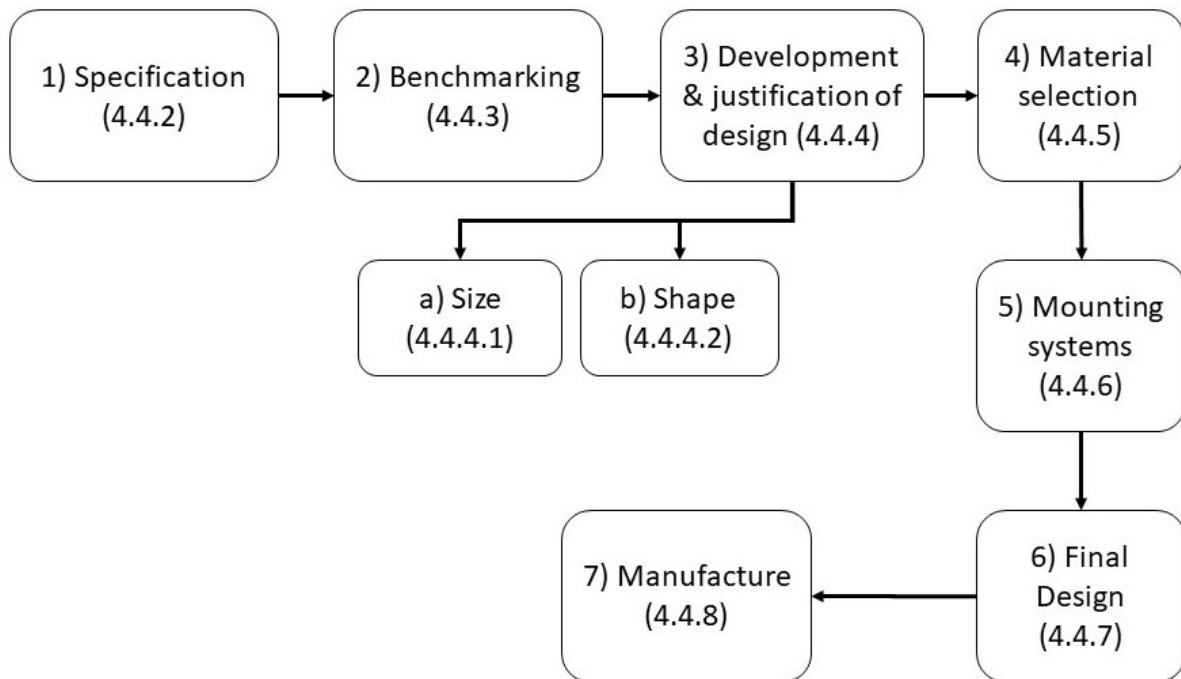 1) Specification
(4.4.2)
2) Benchmarking
(4.4.3)
3) Development
& justification of
design (4.4.4)
4) Material
selection
(4.4.5)
a) Size
(4.4.4.1)
b) Shape
(4.4.4.2)
5) Mounting
systems
(4.4.6)
6) Final
Design
(4.4.7)
7) Manufacture
(4.4.8)